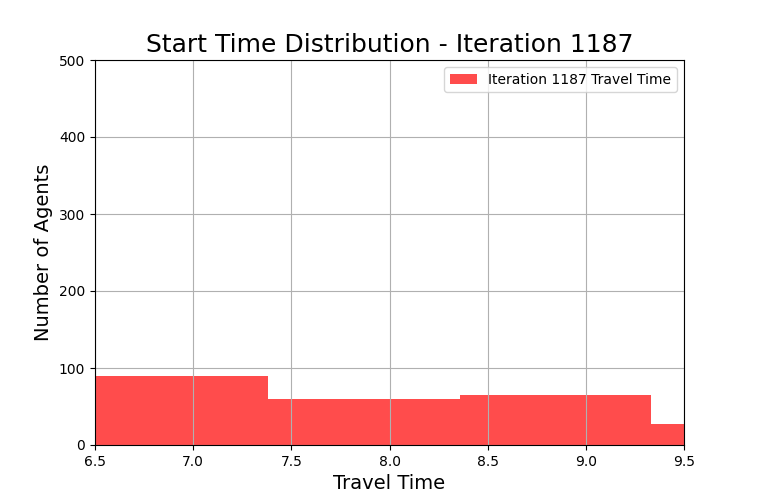 Start Time Distribution - Iteration 1187
Iteration 1187 Travel Time
Number of Agents
500
400
300
200
100
0
6.5 7.0 7.5 8.0 8.5 9.0 9.5
Travel Time